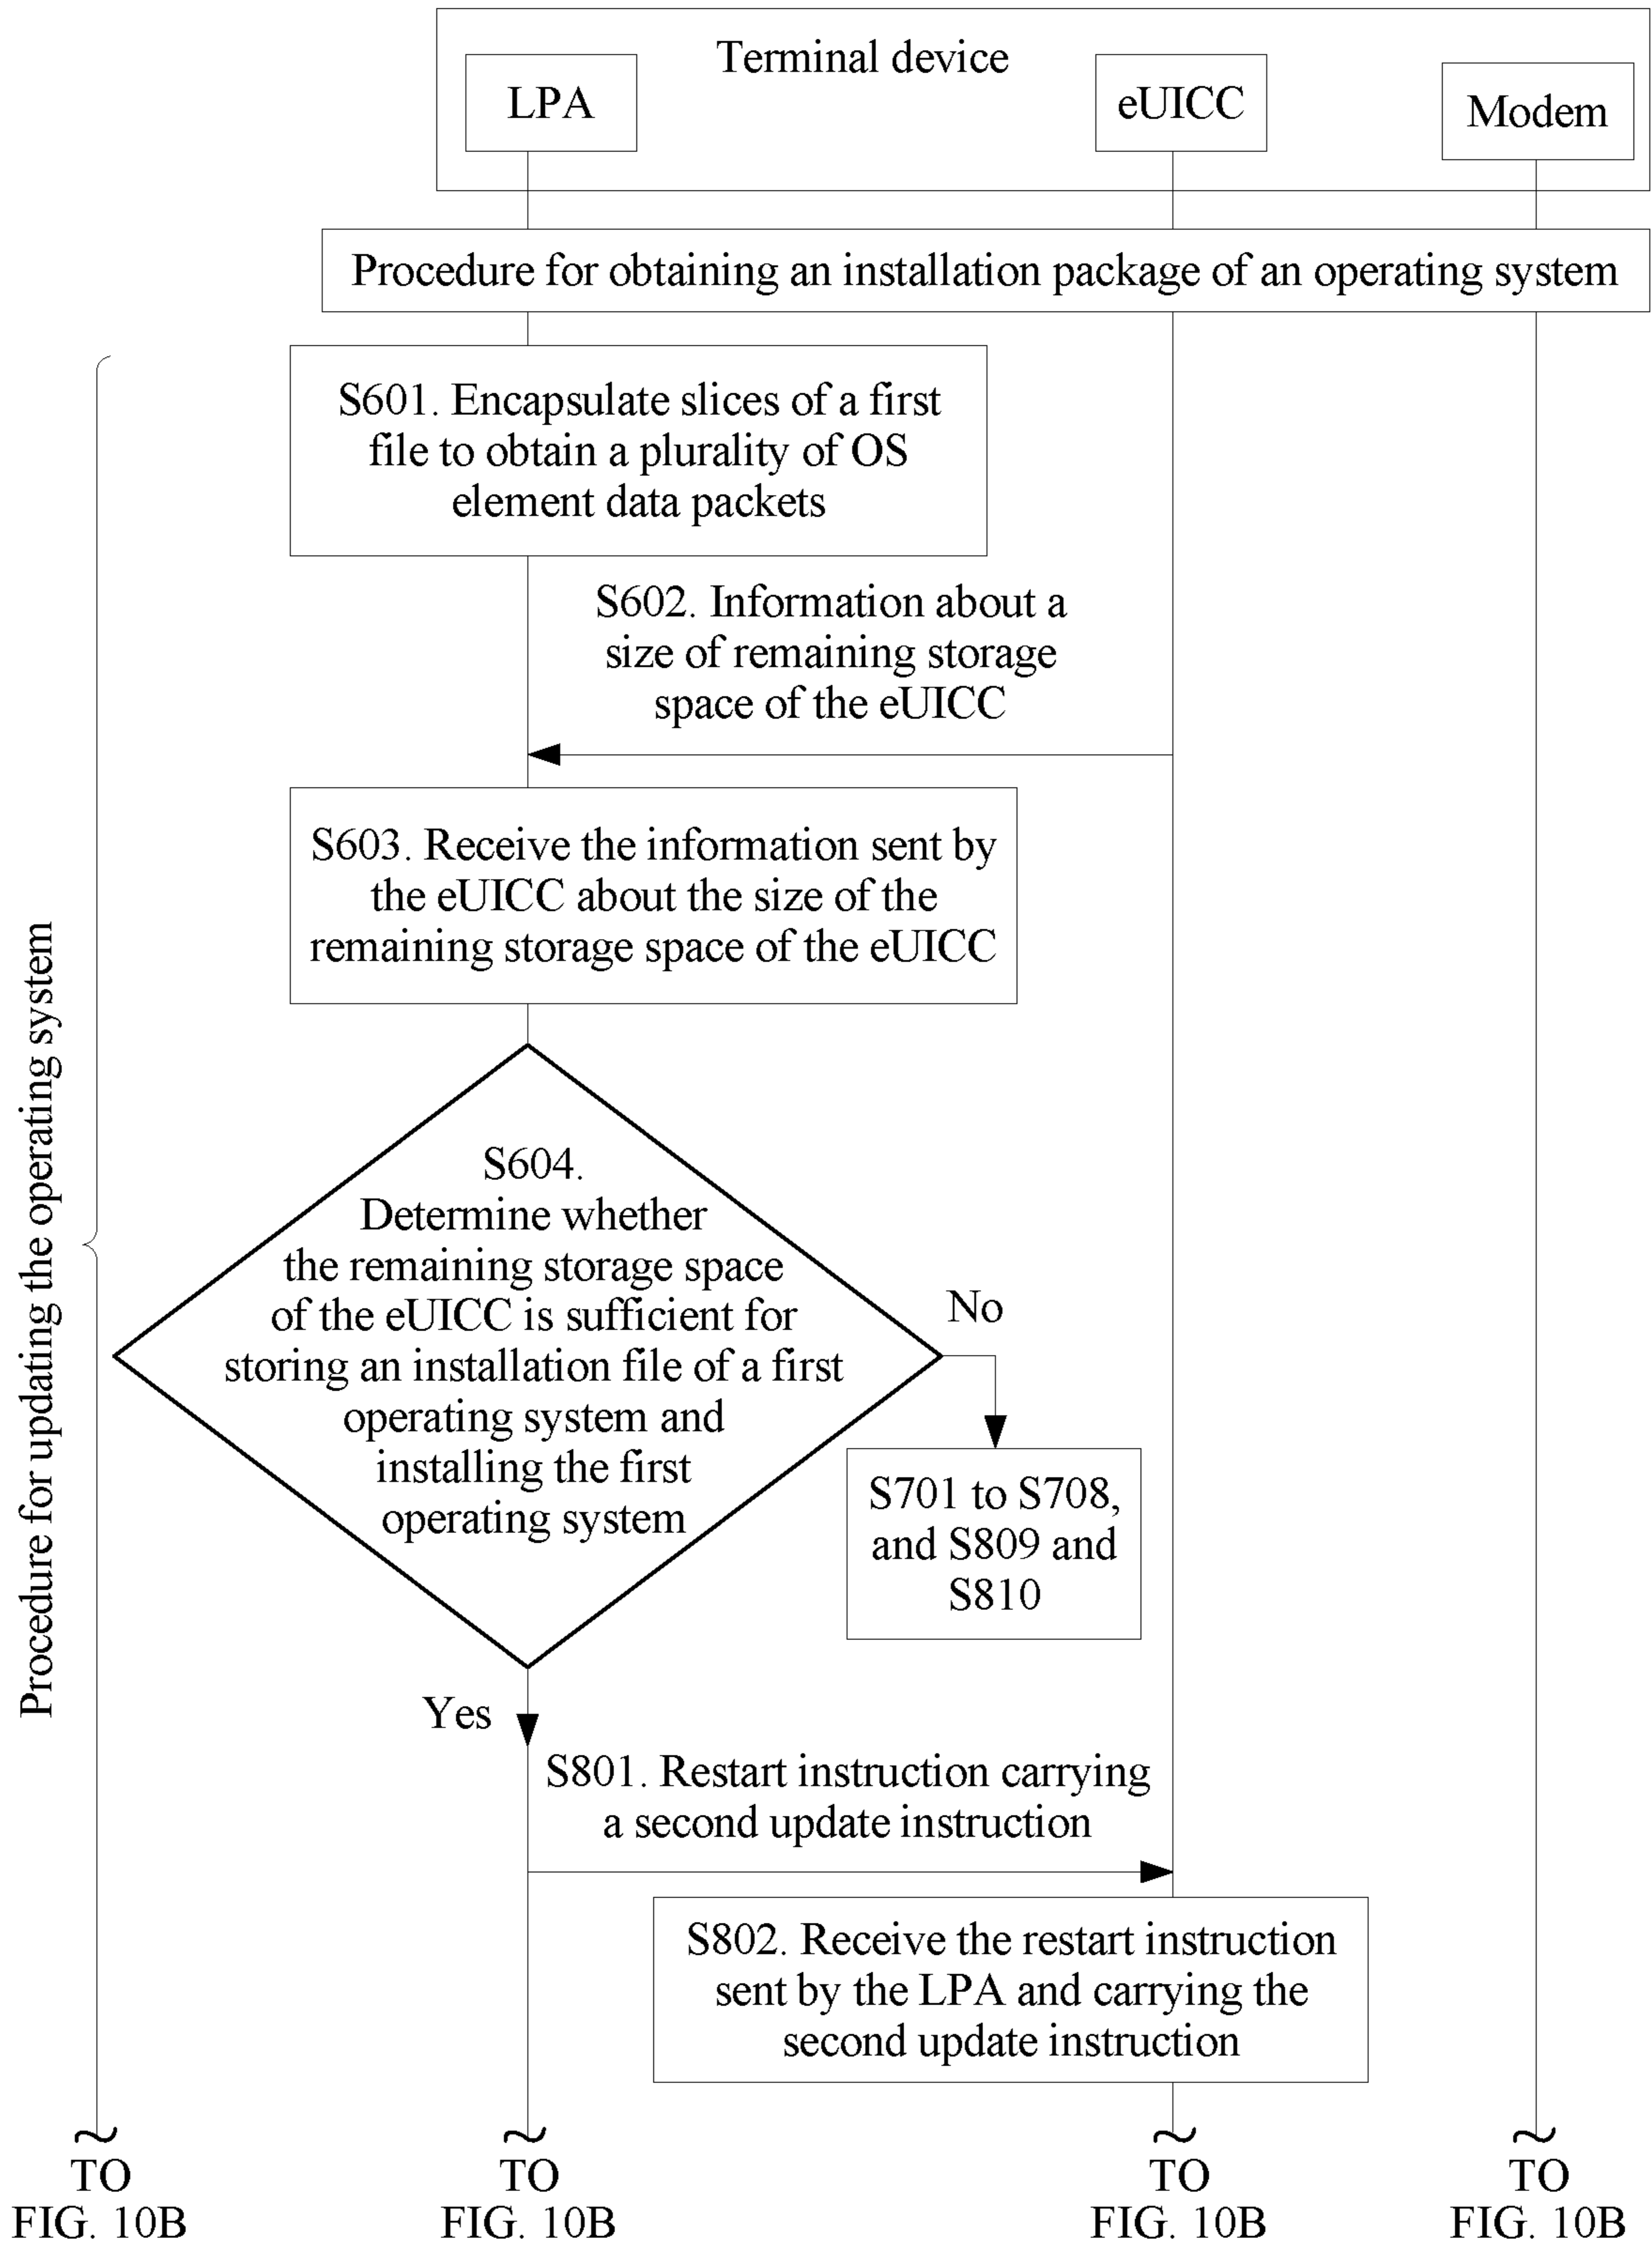 Terminal device
LPA
eUICC
Modem
Procedure for obtaining an installation package of an operating system
Procedure for updating the operating system
S601. Encapsulate slices of a first
file to obtain a plurality of OS
element data packets
S602. Information about a
size of remaining storage
space of the eUICC
S603. Receive the information sent by
the eUICC about the size of the
remaining storage space of the eUICC
S604.
Determine whether
the remaining storage space
of the eUICC is sufficient for
storing an installation file of a first
operating system and
installing the first
operating system
No
S701 to S708,
and S809 and
S810
Yes
S801. Restart instruction carrying
a second update instruction
S802. Receive the restart instruction
sent by the LPA and carrying the
second update instruction
TO
FIG. 10B
TO
FIG. 10B
TO
FIG. 10B
TO
FIG. 10B